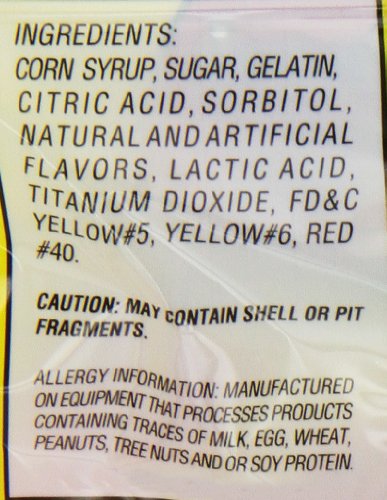 INGREDIENTS:
CORN SYRUP, SUGAR, GELATIN,
CITRIC ACID, SORBITOL,
NATURAL AND ARTIFICIAL
FLAVORS, LACTIC ACID,
TITANIUM DIOXIDE, FD&C
YELLOW#5, YELLOW#6, RED
#40.
CAUTION: MAY CONTAIN SHELL OR PIT
FRAGMENTS.
ALLERGY INFORMATION: MANUFACTURED
ON EQUIPMENT THAT PROCESSES PRODUCTS
CONTAINING TRACES OF MILK, EGG, WHEAT,
PEANUTS, TREE NUTS AND OR SOY PROTEIN.